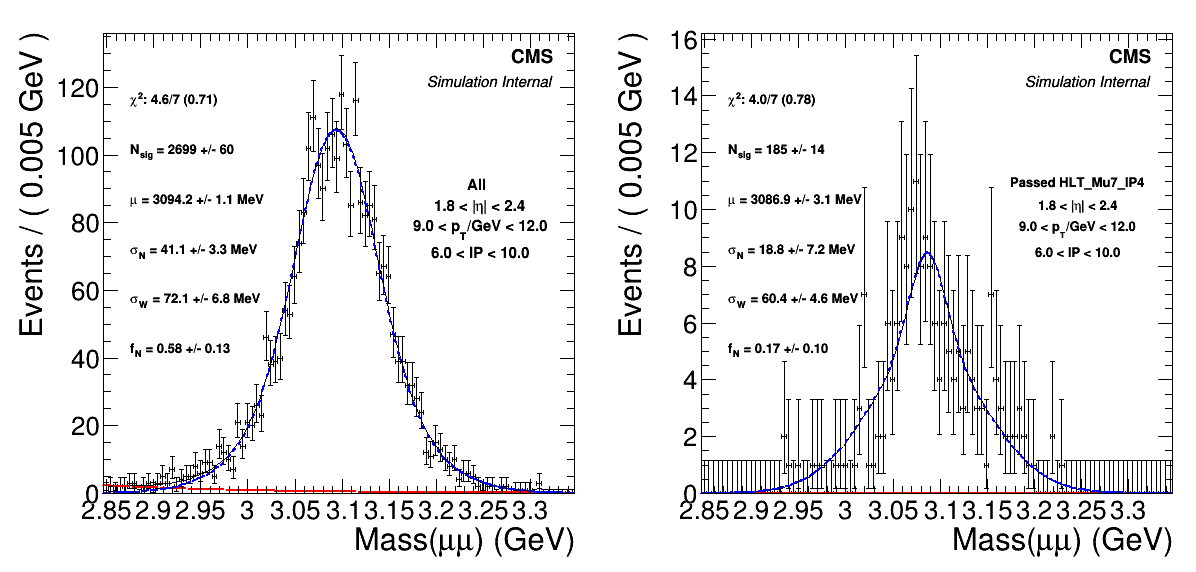 Events / ( 0.005 GeV )
120
100
80
60
40
20
0
CMS
Simulation Internal
χ²: 4.6/7 (0.71)
N_sig = 2699 +/- 60
μ = 3094.2 +/- 1.1 MeV
σ_N = 41.1 +/- 3.3 MeV
σ_W = 72.1 +/- 6.8 MeV
f_N = 0.58 +/- 0.13
All
1.8 < |η| < 2.4
9.0 < p_T/GeV < 12.0
6.0 < IP < 10.0
2.85 2.9 2.95 3 3.05 3.1 3.15 3.2 3.25 3.3
Mass(μμ) (GeV)
Events / ( 0.005 GeV )
16
14
12
10
8
6
4
2
0
CMS
Simulation Internal
χ²: 4.0/7 (0.78)
N_sig = 185 +/- 14
μ = 3086.9 +/- 3.1 MeV
σ_N = 18.8 +/- 7.2 MeV
σ_W = 60.4 +/- 4.6 MeV
f_N = 0.17 +/- 0.10
Passed HLT_Mu7_IP4
1.8 < |η| < 2.4
9.0 < p_T/GeV < 12.0
6.0 < IP < 10.0
2.85 2.9 2.95 3 3.05 3.1 3.15 3.2 3.25 3.3
Mass(μμ) (GeV)